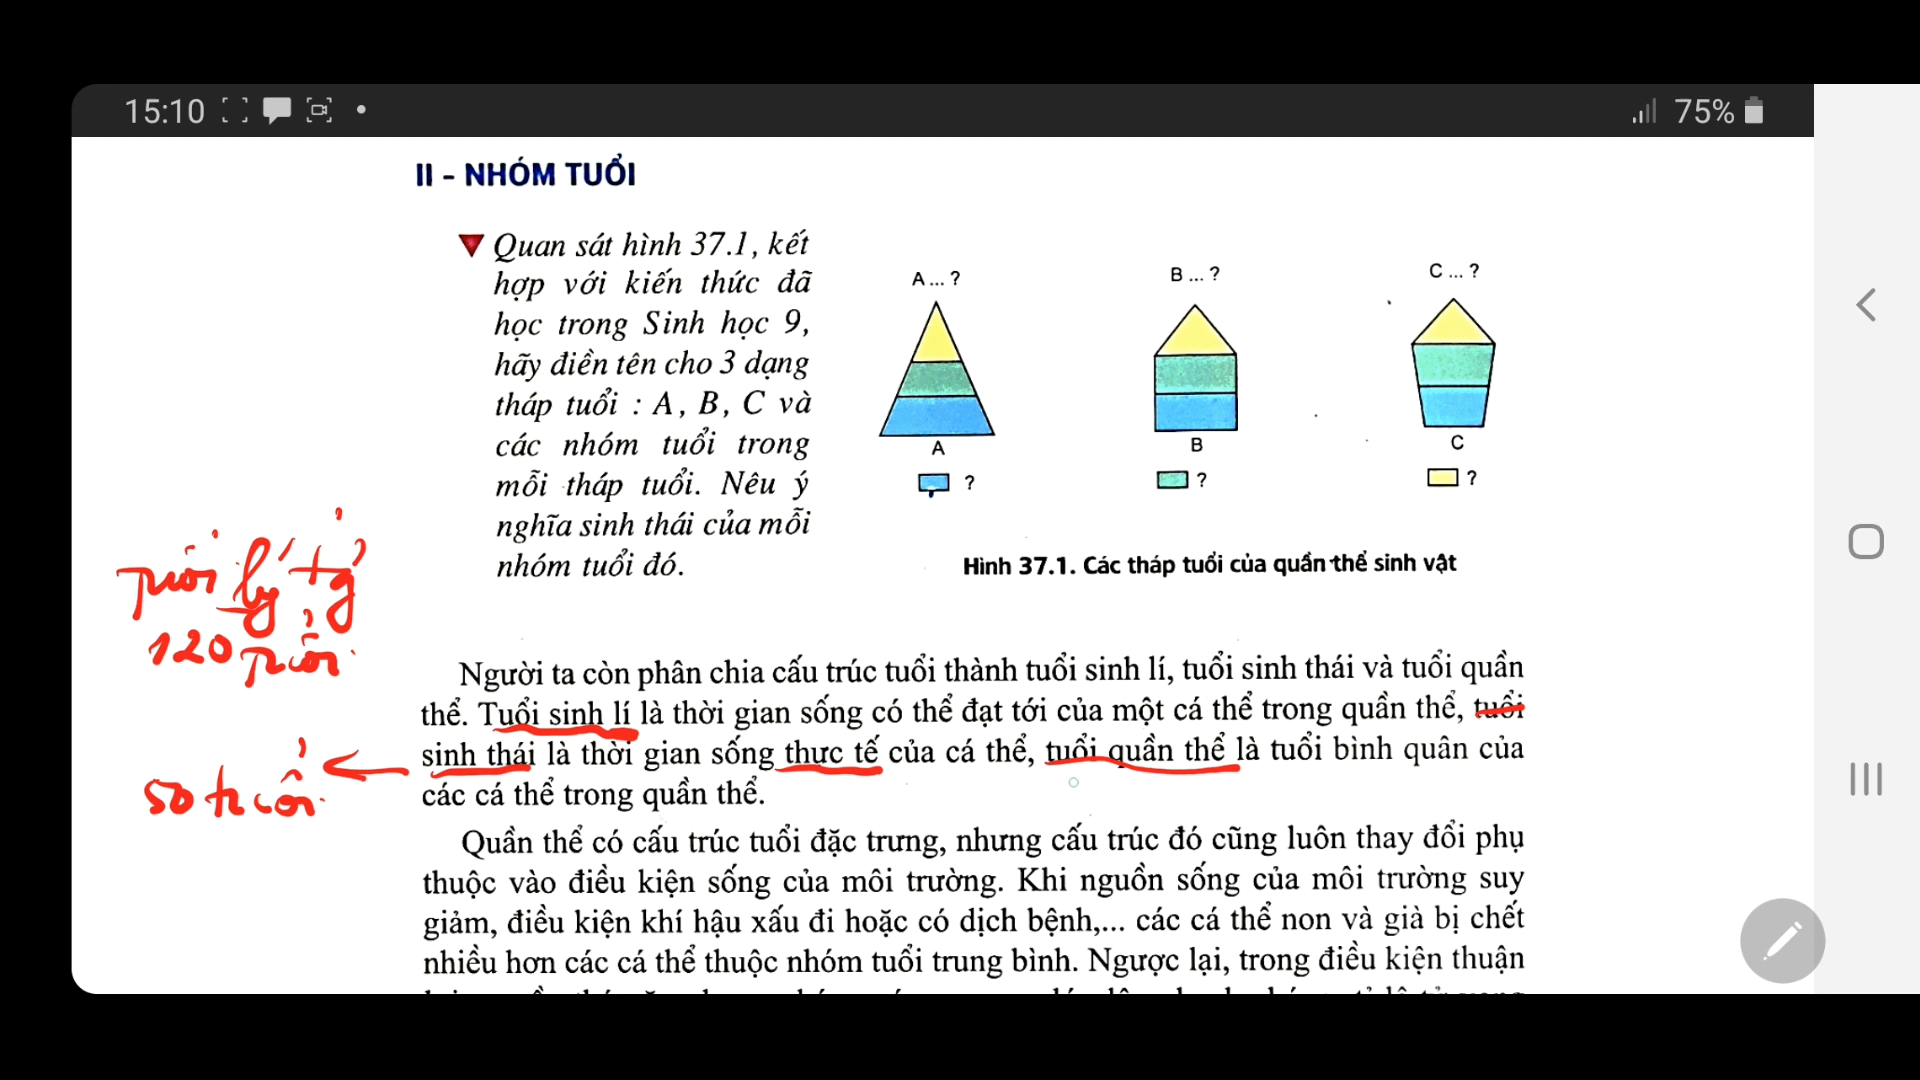 15:10
75%
II - NHÓM TUỔI
Quan sát hình 37.1, kết
hợp với kiến thức đã
học trong Sinh học 9,
hãy điền tên cho 3 dạng
tháp tuổi : A, B, C và
các nhóm tuổi trong
mỗi tháp tuổi. Nêu ý
nghĩa sinh thái của mỗi
nhóm tuổi đó.
A ... ?
B ... ?
C ... ?
A
B
C
?
?
?
Hình 37.1. Các tháp tuổi của quần thể sinh vật
Tuổi lý
120 Tuổi
50 tuổi
Người ta còn phân chia cấu trúc tuổi thành tuổi sinh lí, tuổi sinh thái và tuổi quần
thể. Tuổi sinh lí là thời gian sống có thể đạt tới của một cá thể trong quần thể, tuổi
sinh thái là thời gian sống thực tế của cá thể, tuổi quần thể là tuổi bình quân của
các cá thể trong quần thể.
Quần thể có cấu trúc tuổi đặc trưng, nhưng cấu trúc đó cũng luôn thay đổi phụ
thuộc vào điều kiện sống của môi trường. Khi nguồn sống của môi trường suy
giảm, điều kiện khí hậu xấu đi hoặc có dịch bệnh,... các cá thể non và già bị chết
nhiều hơn các cá thể thuộc nhóm tuổi trung bình. Ngược lại, trong điều kiện thuận